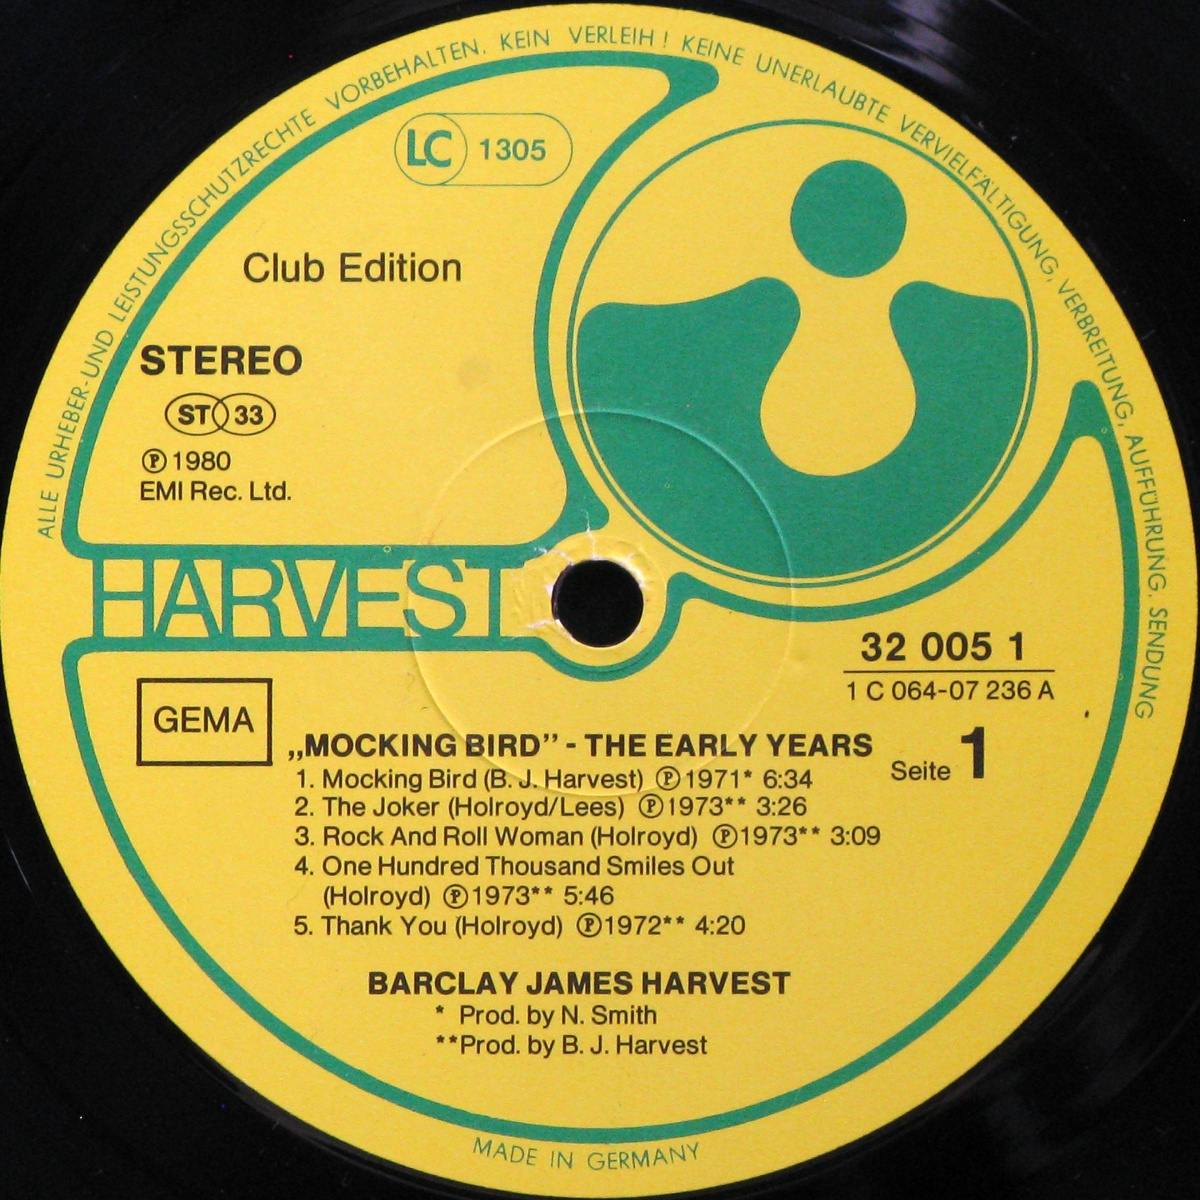 ALLE URHEBER- UND LEISTUNGSSCHUTZRECHTE VORBEHALTEN. KEIN VERLEIH! KEINE UNERLAUBTE VERVIELFÄLTIGUNG, VERBREITUNG, AUFFÜHRUNG. SENDUNG
LC 1305
Club Edition
STEREO
ST 33
Ⓟ 1980
EMI Rec. Ltd.
HARVEST
32 005 1
1 C 064-07 236 A
GEMA
„MOCKING BIRD” - THE EARLY YEARS
Seite 1
1. Mocking Bird (B. J. Harvest) Ⓟ 1971* 6:34
2. The Joker (Holroyd/Lees) Ⓟ 1973** 3:26
3. Rock And Roll Woman (Holroyd) Ⓟ 1973** 3:09
4. One Hundred Thousand Smiles Out
(Holroyd) Ⓟ 1973** 5:46
5. Thank You (Holroyd) Ⓟ 1972** 4:20
BARCLAY JAMES HARVEST
* Prod. by N. Smith
**Prod. by B. J. Harvest
MADE IN GERMANY